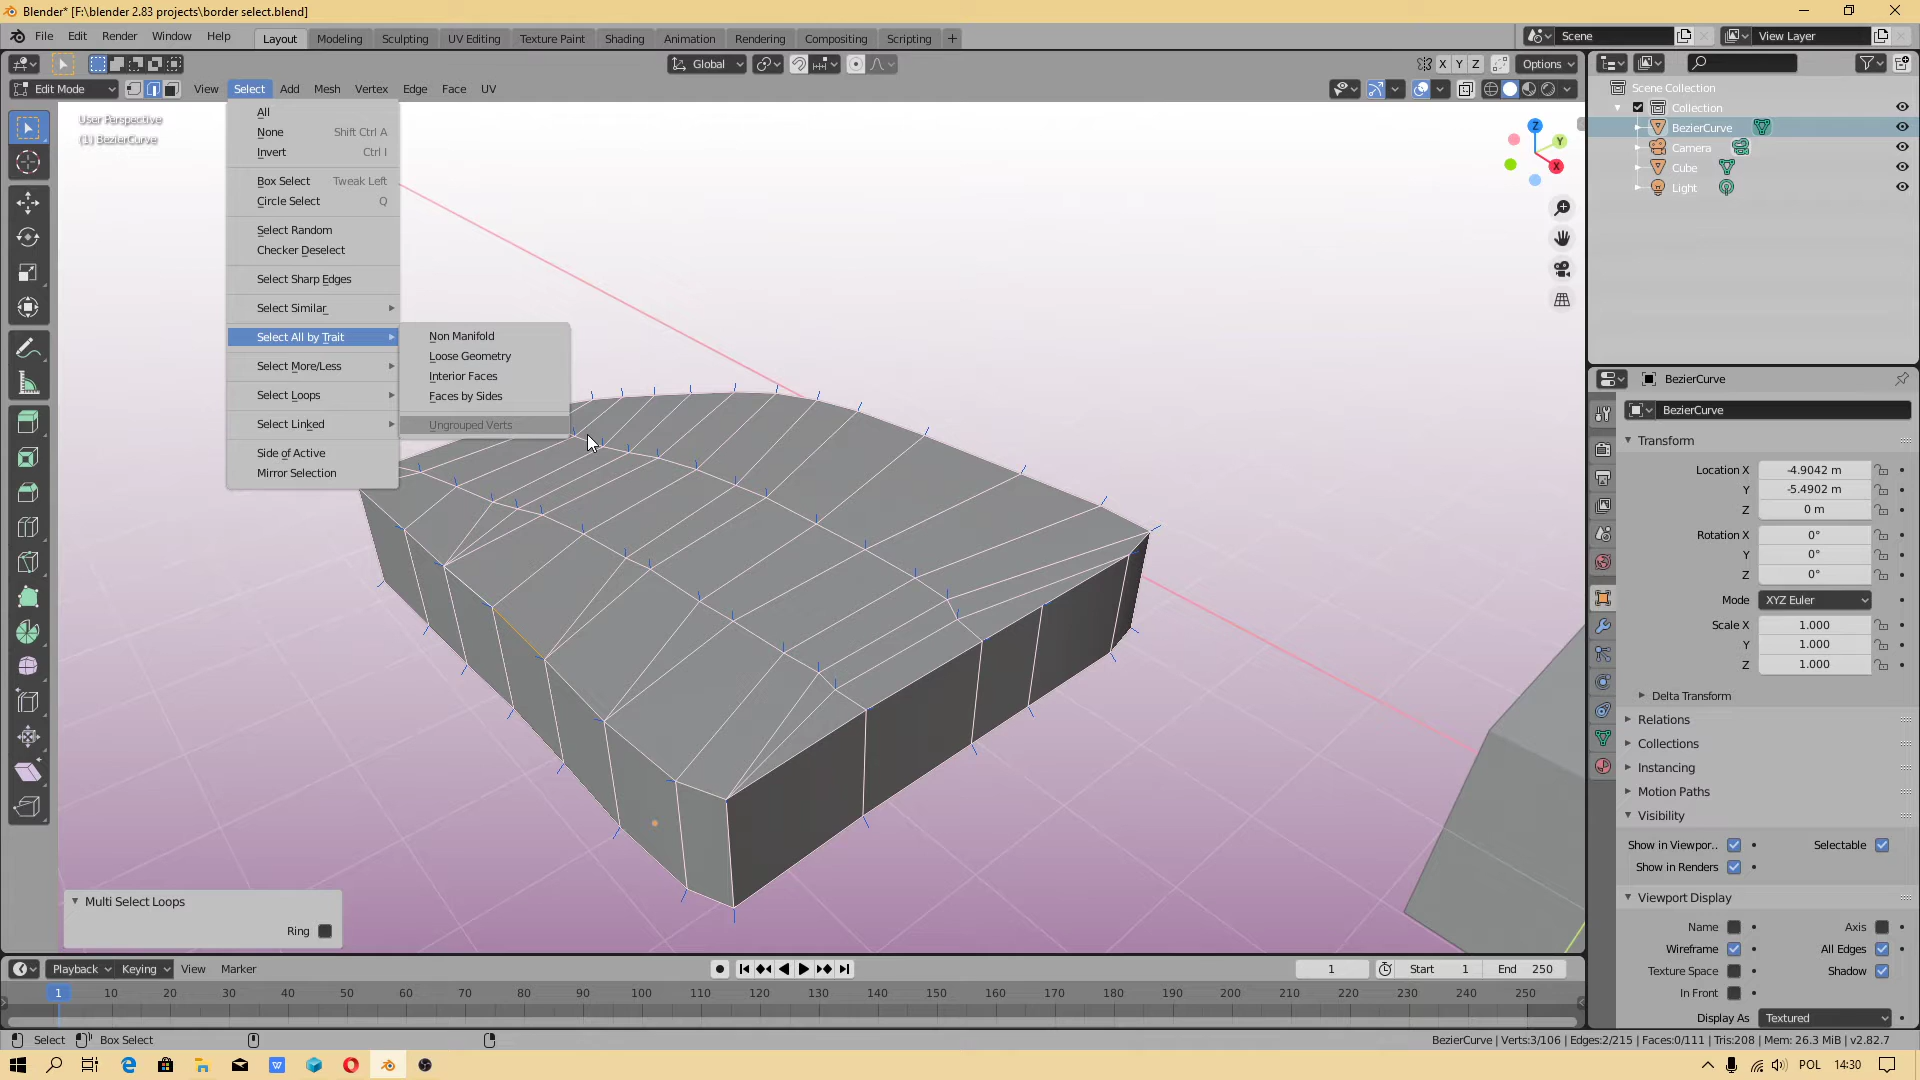 Blender* [F:\blender 2.83 projects\border select.blend]
File Edit Render Window Help
Layout Modeling Sculpting UV Editing Texture Paint Shading Animation Rendering Compositing Scripting +
Scene
View Layer
Global
X Y Z
Options
Edit Mode
View Select Add Mesh Vertex Edge Face UV
User Perspective
(1) BezierCurve
All
None Shift Ctrl A
Invert Ctrl I
Box Select Tweak Left
Circle Select Q
Select Random
Checker Deselect
Select Sharp Edges
Select Similar
Select All by Trait
Select More/Less
Select Loops
Select Linked
Side of Active
Mirror Selection
Non Manifold
Loose Geometry
Interior Faces
Faces by Sides
Ungrouped Verts
Z
Y
X
Multi Select Loops
Ring
Scene Collection
Collection
BezierCurve
Camera
Cube
Light
BezierCurve
BezierCurve
Transform
Location X -4.9042 m
Y -5.4902 m
Z 0 m
Rotation X 0°
Y 0°
Z 0°
Mode XYZ Euler
Scale X 1.000
Y 1.000
Z 1.000
Delta Transform
Relations
Collections
Instancing
Motion Paths
Visibility
Show in Viewpor.. Selectable
Show in Renders
Viewport Display
Name Axis
Wireframe All Edges
Texture Space Shadow
In Front
Display As Textured
Playback Keying View Marker
1
Start 1 End 250
1 10 20 30 40 50 60 70 80 90 100 110 120 130 140 150 160 170 180 190 200 210 220 230 240 250
Select Box Select
BezierCurve | Verts:3/106 | Edges:2/215 | Faces:0/111 | Tris:208 | Mem: 26.3 MiB | v2.82.7
POL 14:30